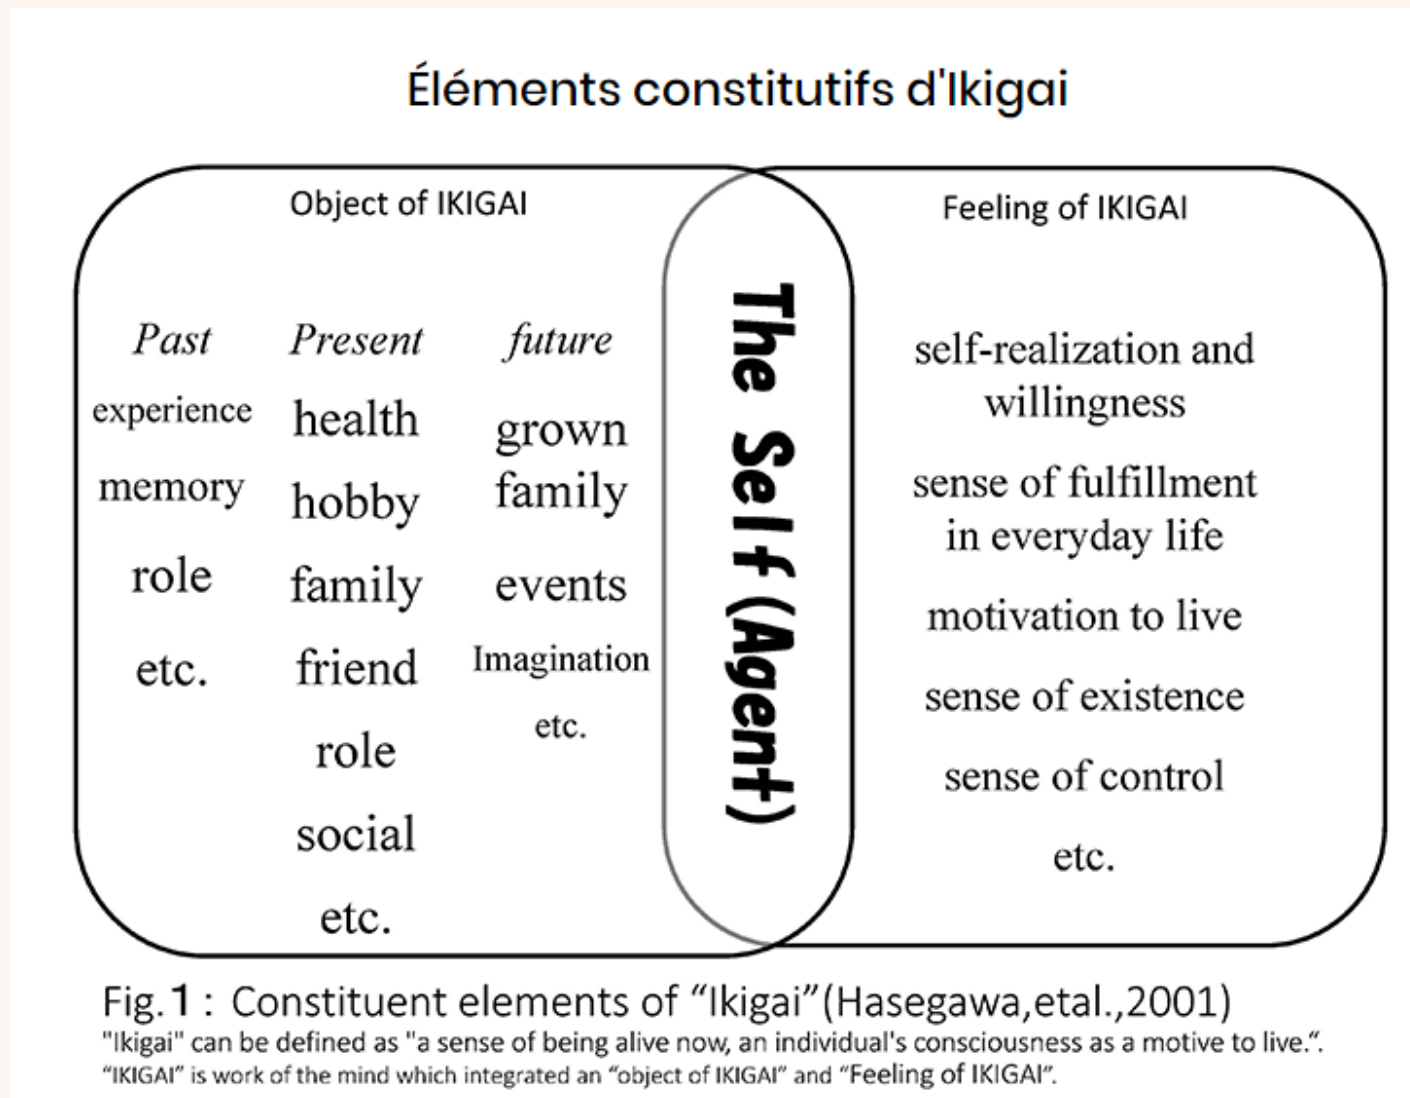 Éléments constitutifs d'Ikigai
Object of IKIGAI
Past
experience
memory
role
etc.
Present
health
hobby
family
friend
role
social
etc.
future
grown
family
events
Imagination
etc.
The Self (Agent)
Feeling of IKIGAI
self-realization and
willingness
sense of fulfillment
in everyday life
motivation to live
sense of existence
sense of control
etc.
Fig.1 : Constituent elements of “Ikigai”(Hasegawa,etal.,2001)
"Ikigai" can be defined as "a sense of being alive now, an individual's consciousness as a motive to live.“.
“IKIGAI” is work of the mind which integrated an “object of IKIGAI” and “Feeling of IKIGAI”.